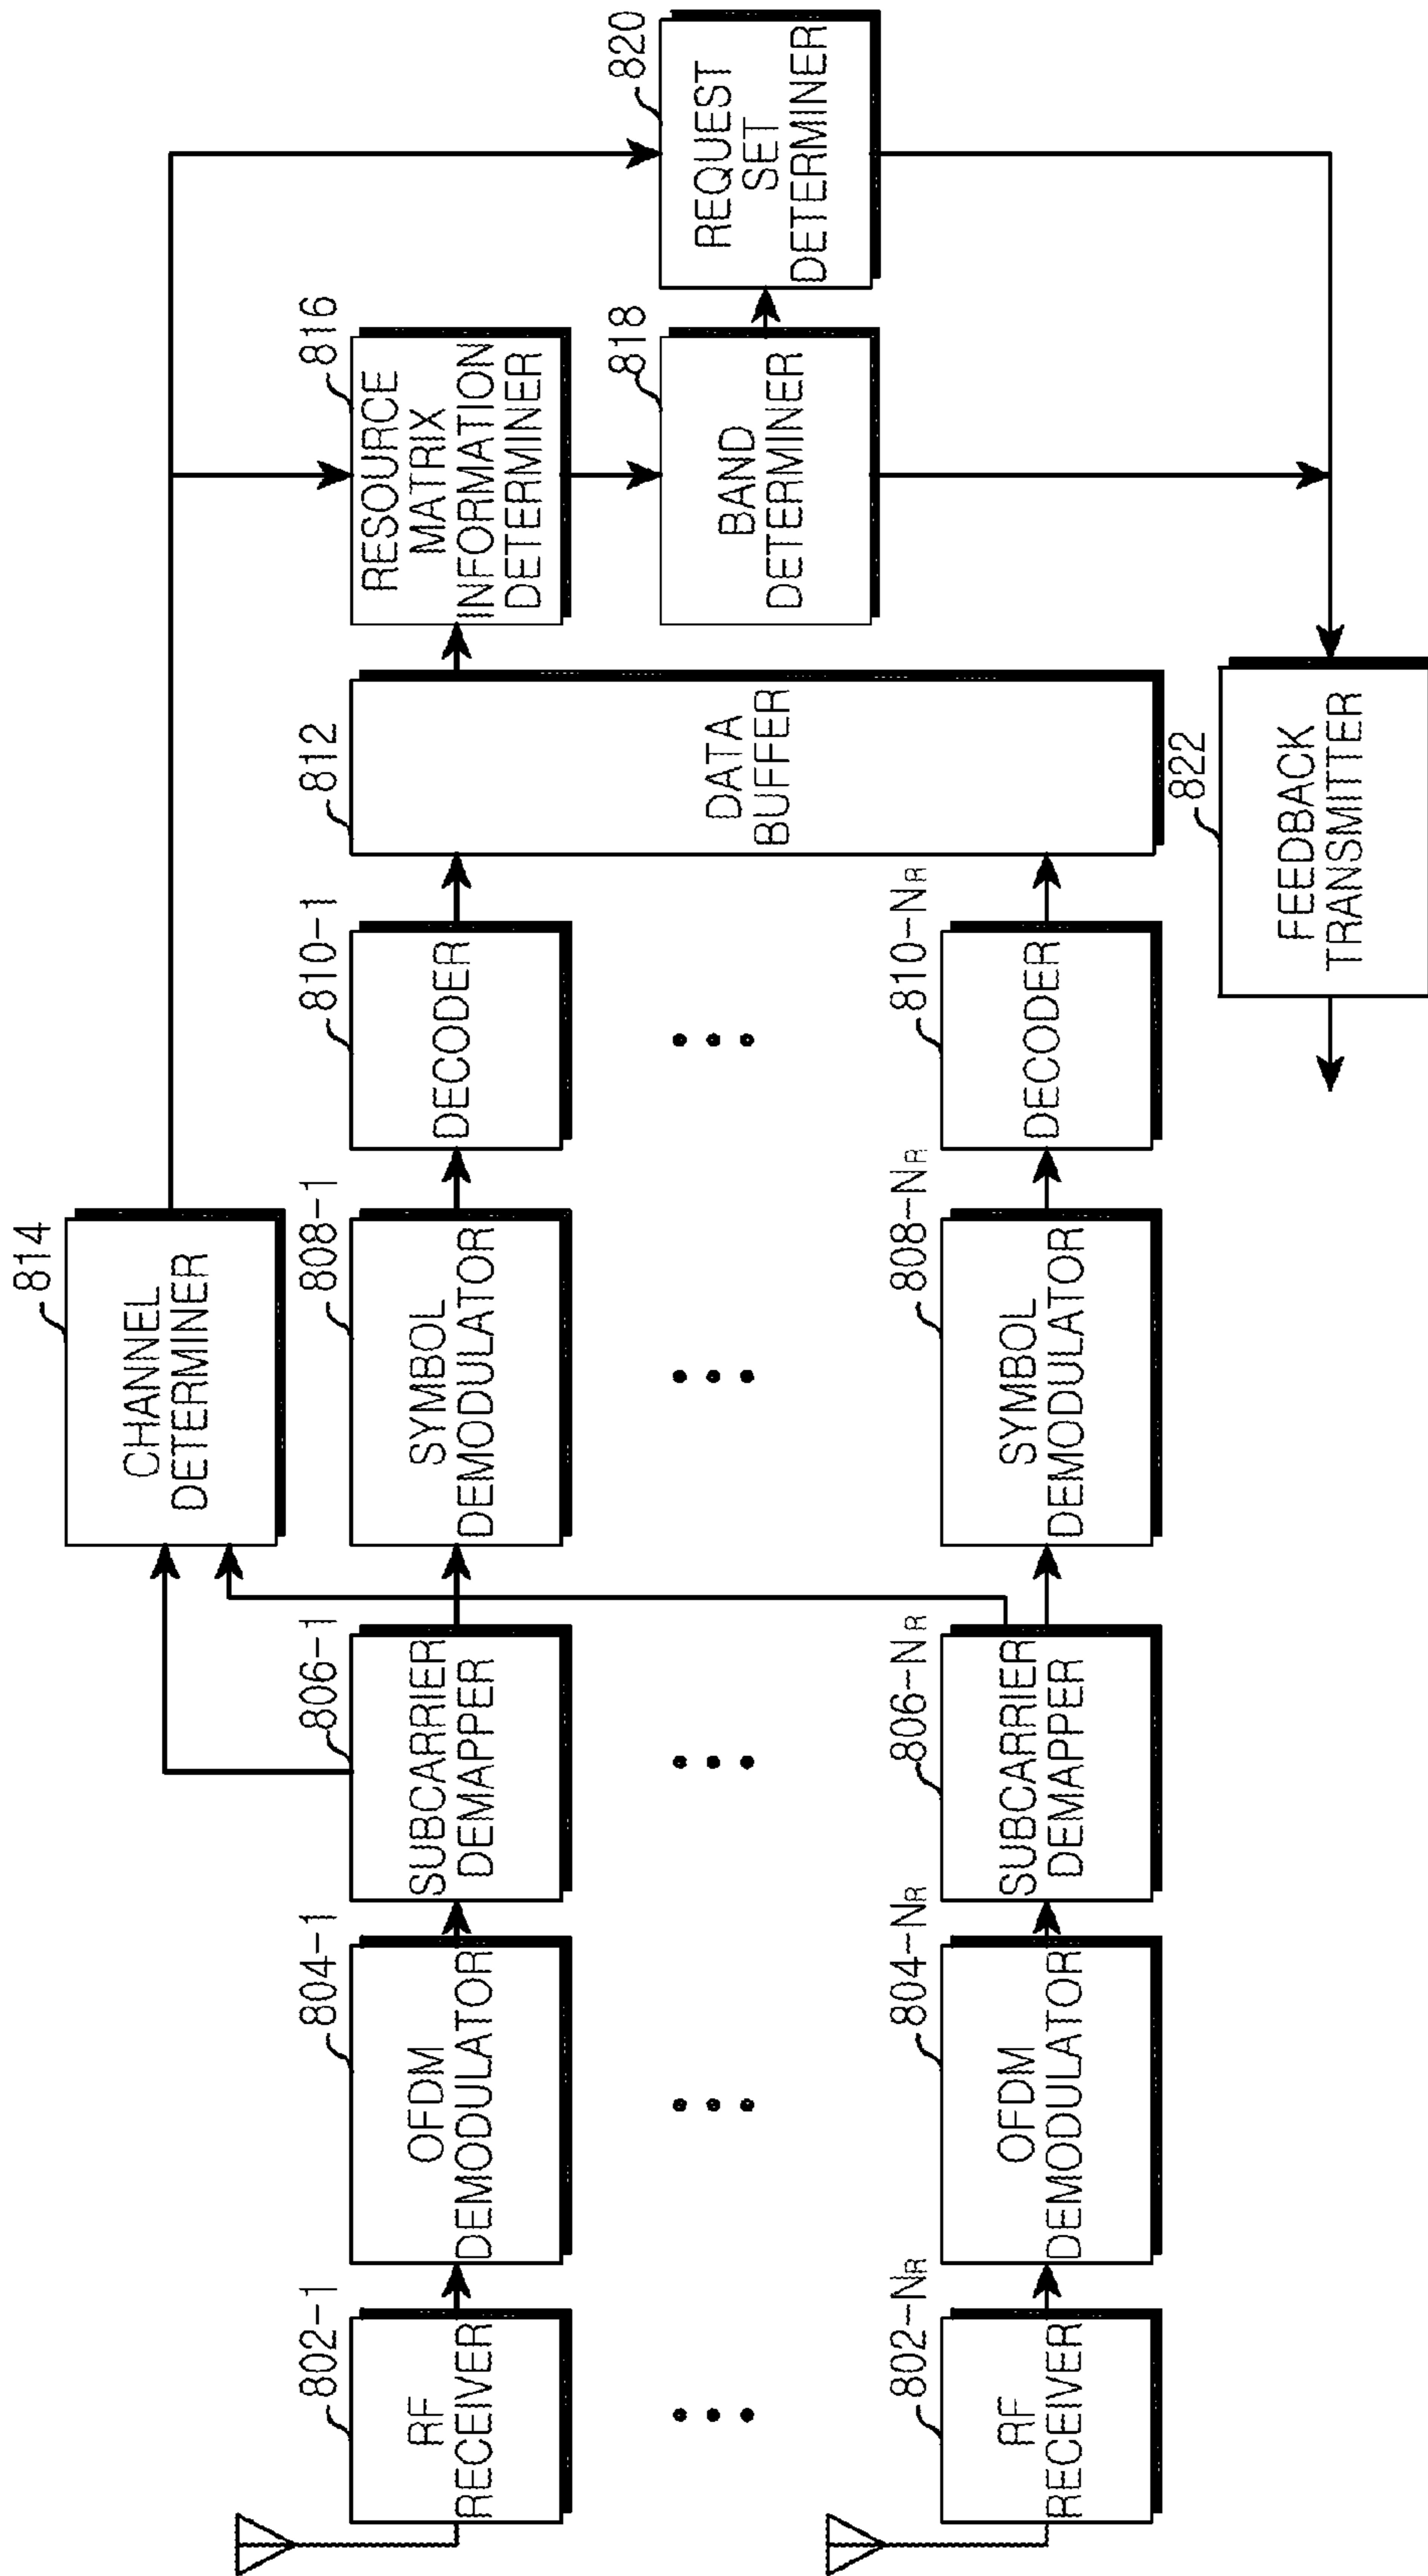 814
CHANNEL
DETERMINER
802-1
RF
RECEIVER
804-1
OFDM
DEMODULATOR
806-1
SUBCARRIER
DEMAPPER
808-1
SYMBOL
DEMODULATOR
810-1
DECODER
812
DATA
BUFFER
816
RESOURCE
MATRIX
INFORMATION
DETERMINER
818
BAND
DETERMINER
820
REQUEST
SET
DETERMINER
802-NR
RF
RECEIVER
804-NR
OFDM
DEMODULATOR
806-NR
SUBCARRIER
DEMAPPER
808-NR
SYMBOL
DEMODULATOR
810-NR
DECODER
822
FEEDBACK
TRANSMITTER